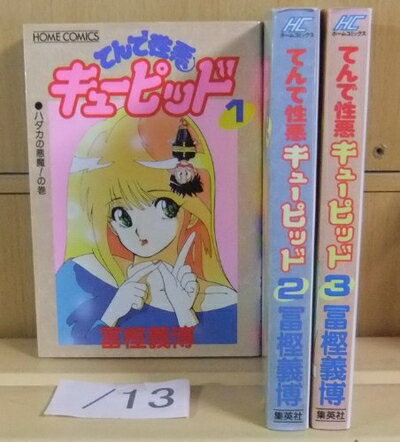 HOME COMICS
てんで性悪
キューピッド
1
●ハダカの悪魔!の巻
冨樫義博
/13
HC
ホームコミックス
てんで性悪
キューピッド
2
冨樫義博
集英社
HC
ホームコミックス
てんで性悪
キューピッド
3
冨樫義博
集英社